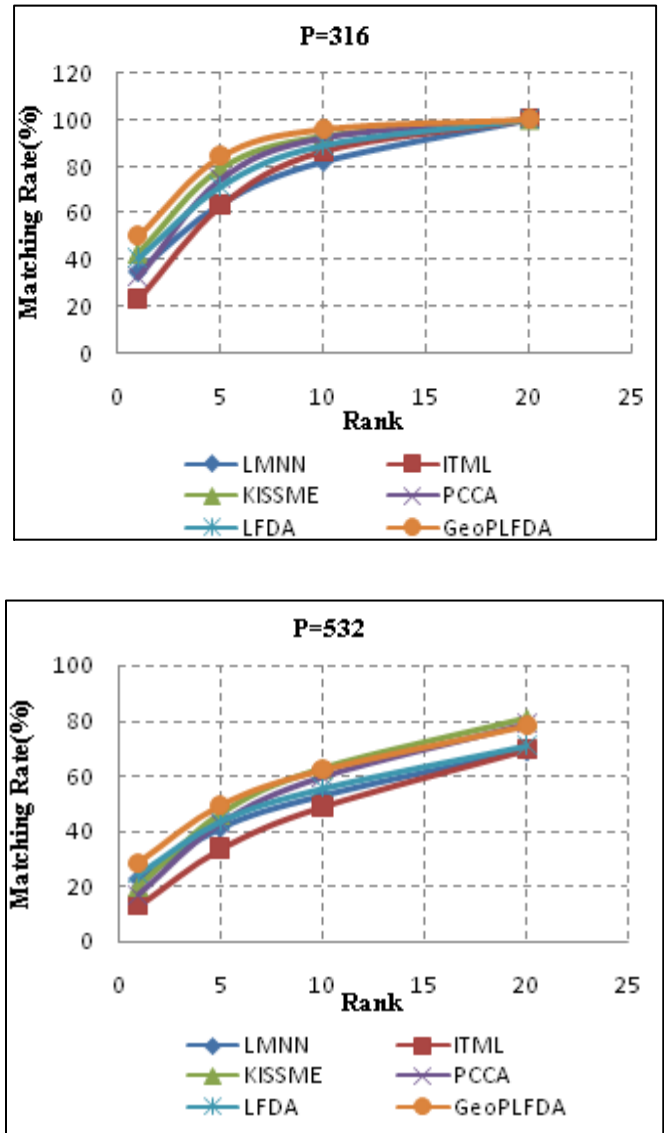 P=316
120
100
80
60
40
20
0
Matching Rate(%)
0 5 10 15 20 25
Rank
LMNN ITML
KISSME PCCA
LFDA GeoPLFDA
P=532
100
80
60
40
20
0
Matching Rate(%)
0 5 10 15 20 25
Rank
LMNN ITML
KISSME PCCA
LFDA GeoPLFDA